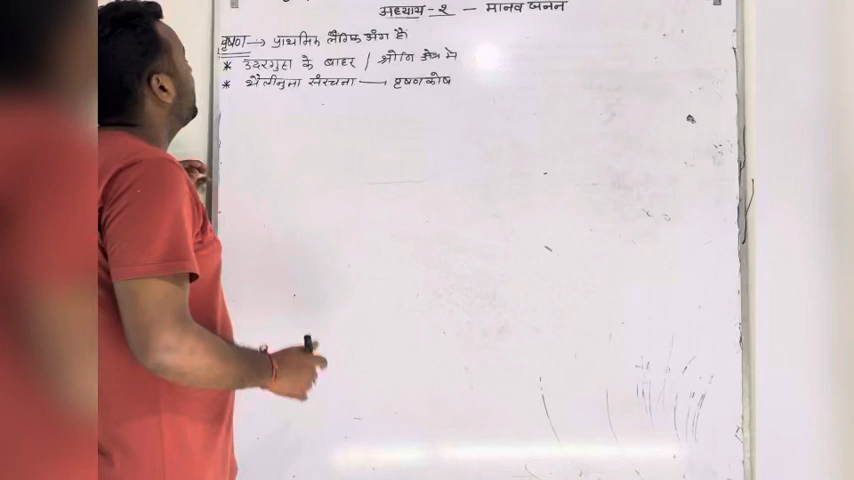 अध्याय - २ - मानव जनन
वृषण → प्राथमिक लैंगिक अंग है।
* उदरगुहा के बाहर / श्रोणि क्षेत्र में
* थैलीनुमा संरचना → वृषणकोष